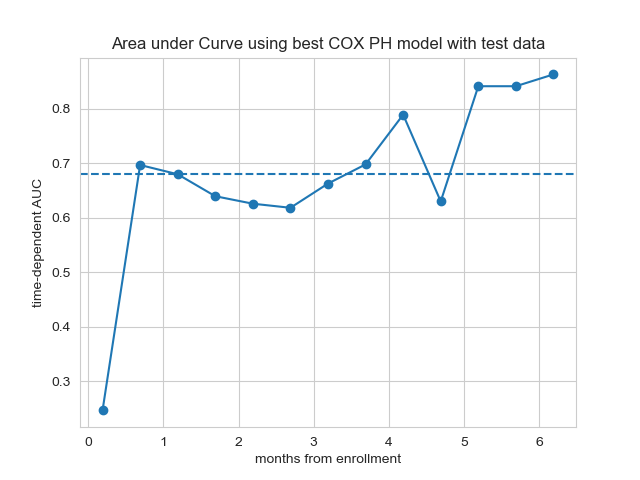 Area under Curve using best COX PH model with test data
time-dependent AUC
0.8
0.7
0.6
0.5
0.4
0.3
0 1 2 3 4 5 6
months from enrollment